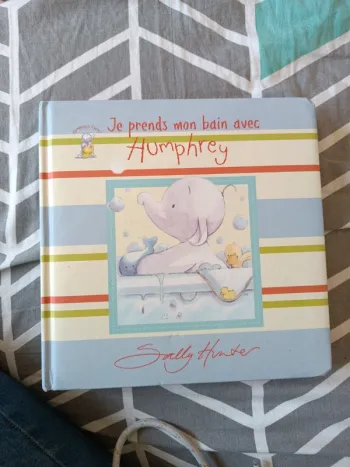 Je prends mon bain avec
Humphrey
Sally Hunter